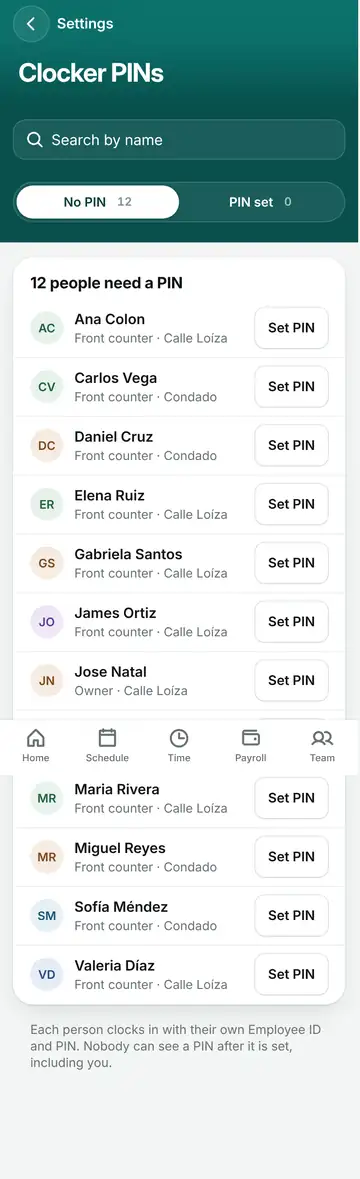 Settings
Clocker PINs
Search by name
No PIN 12
PIN set 0
12 people need a PIN
AC
Ana Colon
Front counter · Calle Loíza
Set PIN
CV
Carlos Vega
Front counter · Condado
Set PIN
DC
Daniel Cruz
Front counter · Condado
Set PIN
ER
Elena Ruiz
Front counter · Calle Loíza
Set PIN
GS
Gabriela Santos
Front counter · Calle Loíza
Set PIN
JO
James Ortiz
Front counter · Calle Loíza
Set PIN
JN
Jose Natal
Owner · Calle Loíza
Set PIN
Home
Schedule
Time
Payroll
Team
MR
Maria Rivera
Front counter · Calle Loíza
Set PIN
MR
Miguel Reyes
Front counter · Condado
Set PIN
SM
Sofía Méndez
Front counter · Condado
Set PIN
VD
Valeria Díaz
Front counter · Calle Loíza
Set PIN
Each person clocks in with their own Employee ID
and PIN. Nobody can see a PIN after it is set,
including you.